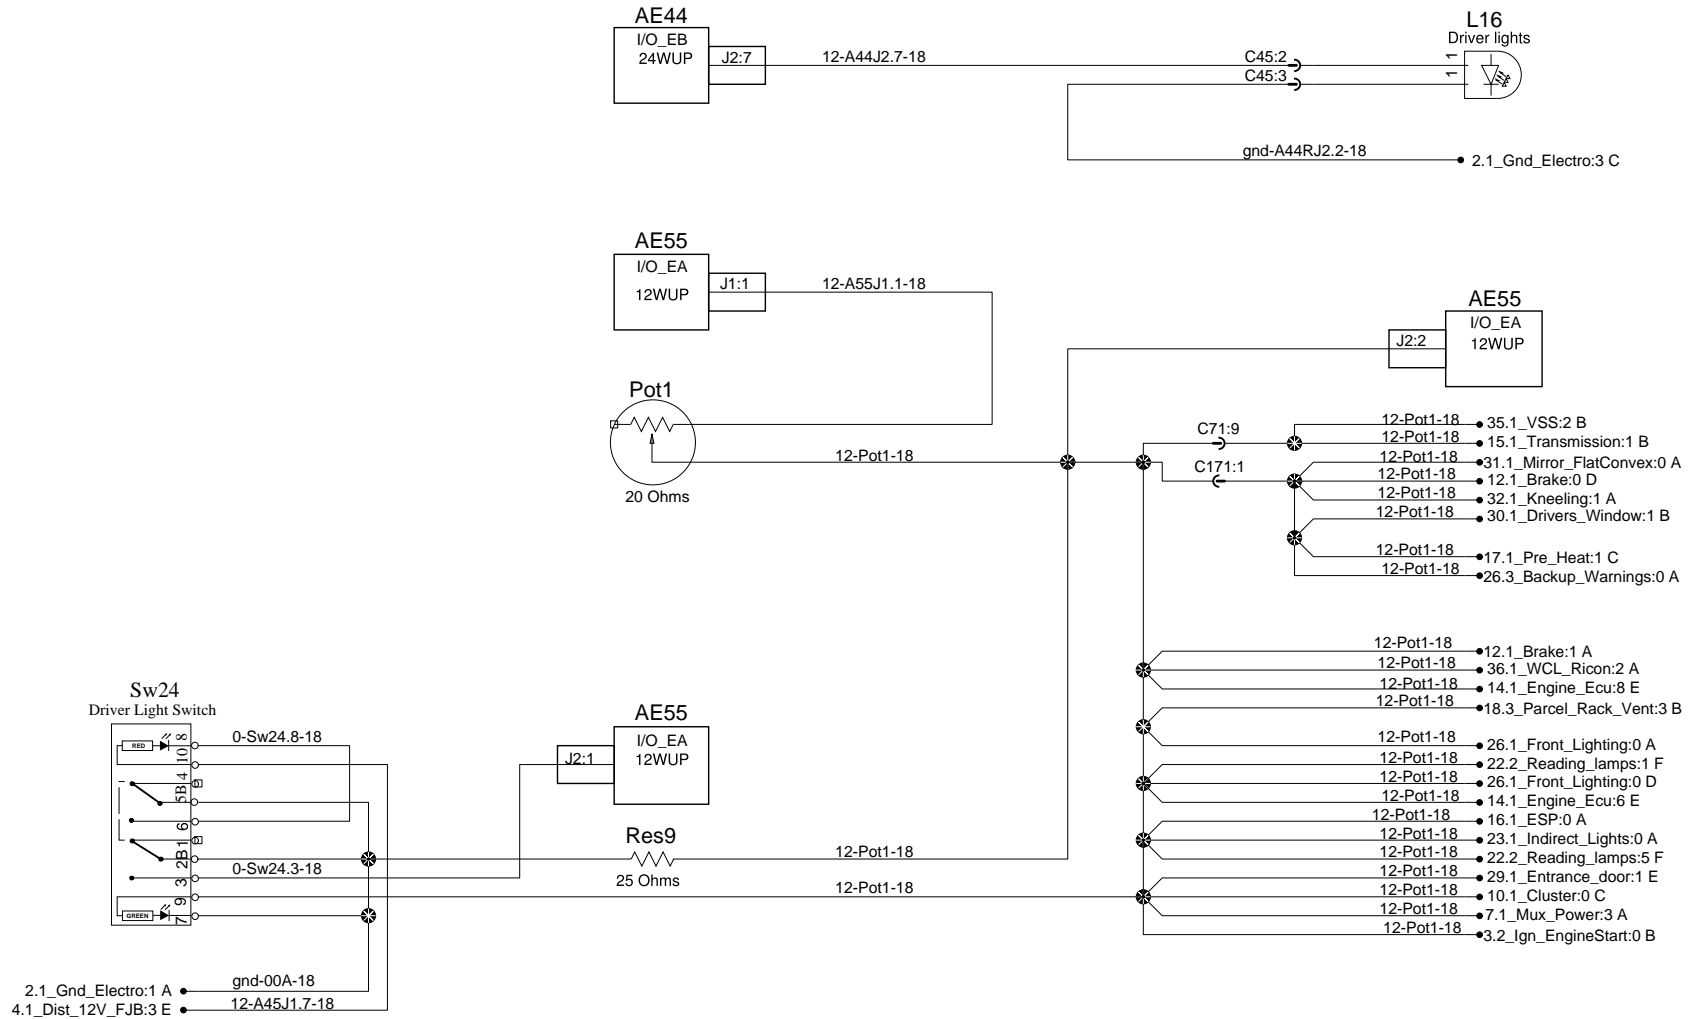 AE44
I/O_EB
24WUP
J2:7
12-A44J2.7-18
C45:2
C45:3
1
1
L16
Driver lights
gnd-A44RJ2.2-18
2.1_Gnd_Electro:3 C
AE55
I/O_EA
12WUP
J1:1
12-A55J1.1-18
AE55
I/O_EA
12WUP
J2:2
Pot1
20 Ohms
12-Pot1-18
C71:9
C171:1
12-Pot1-18 35.1_VSS:2 B
12-Pot1-18 15.1_Transmission:1 B
12-Pot1-18 31.1_Mirror_FlatConvex:0 A
12-Pot1-18 12.1_Brake:0 D
12-Pot1-18 32.1_Kneeling:1 A
12-Pot1-18 30.1_Drivers_Window:1 B
12-Pot1-18 17.1_Pre_Heat:1 C
12-Pot1-18 26.3_Backup_Warnings:0 A
12-Pot1-18 12.1_Brake:1 A
12-Pot1-18 36.1_WCL_Ricon:2 A
12-Pot1-18 14.1_Engine_Ecu:8 E
12-Pot1-18 18.3_Parcel_Rack_Vent:3 B
12-Pot1-18 26.1_Front_Lighting:0 A
12-Pot1-18 22.2_Reading_lamps:1 F
12-Pot1-18 26.1_Front_Lighting:0 D
12-Pot1-18 14.1_Engine_Ecu:6 E
12-Pot1-18 16.1_ESP:0 A
12-Pot1-18 23.1_Indirect_Lights:0 A
12-Pot1-18 22.2_Reading_lamps:5 F
12-Pot1-18 29.1_Entrance_door:1 E
12-Pot1-18 10.1_Cluster:0 C
12-Pot1-18 7.1_Mux_Power:3 A
12-Pot1-18 3.2_Ign_EngineStart:0 B
Sw24
Driver Light Switch
RED
8
10
4
5B
6
1
2B
3
9
7
GREEN
0-Sw24.8-18
0-Sw24.3-18
AE55
I/O_EA
12WUP
J2:1
Res9
25 Ohms
12-Pot1-18
12-Pot1-18
2.1_Gnd_Electro:1 A
gnd-00A-18
4.1_Dist_12V_FJB:3 E
12-A45J1.7-18